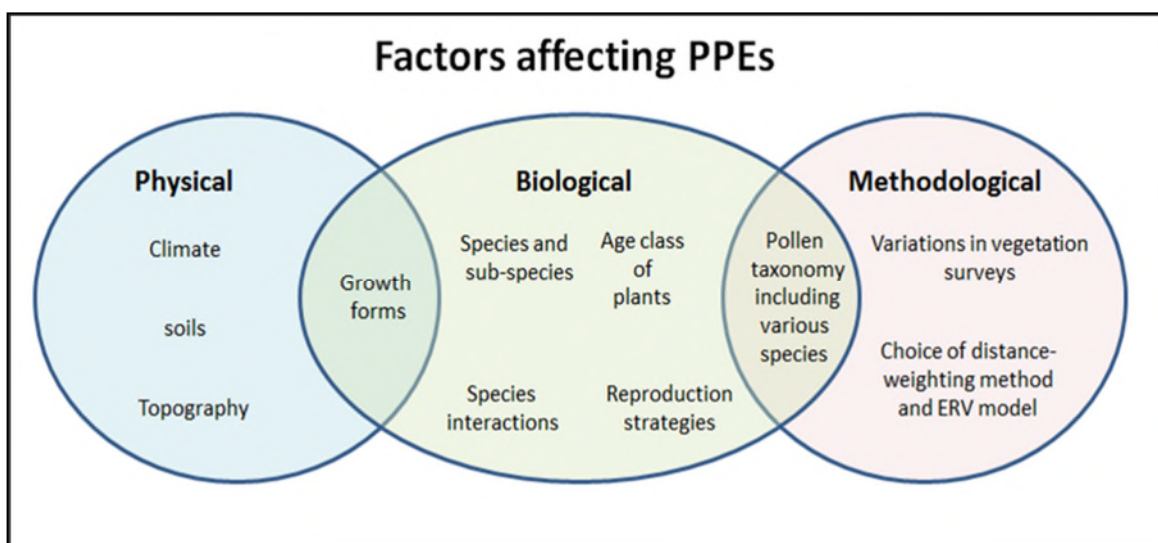 Factors affecting PPEs
Physical
Climate
soils
Topography
Growth
forms
Biological
Species and
sub-species
Age class
of
plants
Species
interactions
Reproduction
strategies
Pollen
taxonomy
including
various
species
Methodological
Variations in vegetation
surveys
Choice of distance-
weighting method
and ERV model